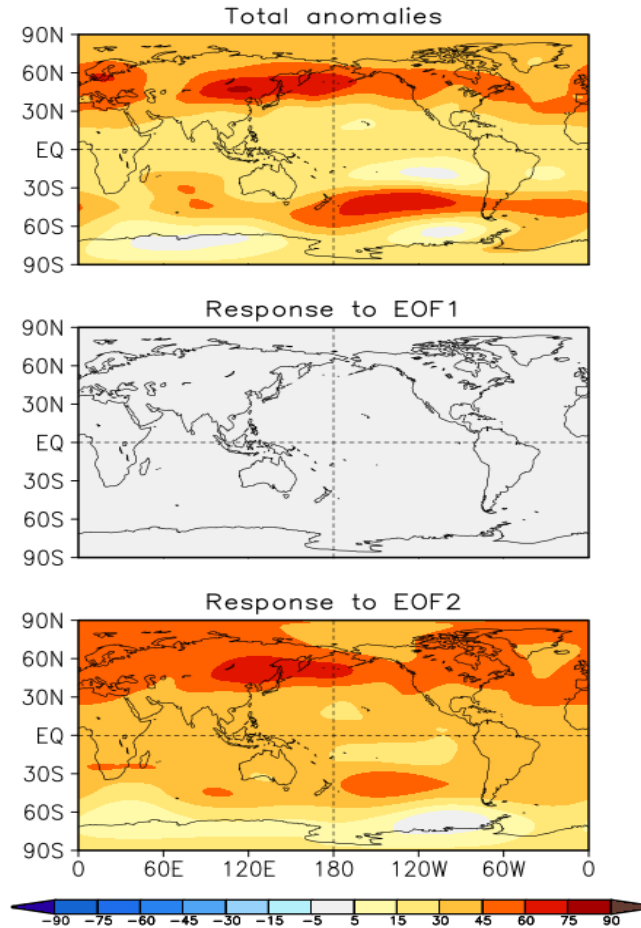 Total anomalies
90N
60N
30N
EQ
30S
60S
90S
Response to EOF1
90N
60N
30N
EQ
30S
60S
90S
Response to EOF2
90N
60N
30N
EQ
30S
60S
90S
0 60E 120E 180 120W 60W 0
-90 -75 -60 -45 -30 -15 -5 5 15 30 45 60 75 90